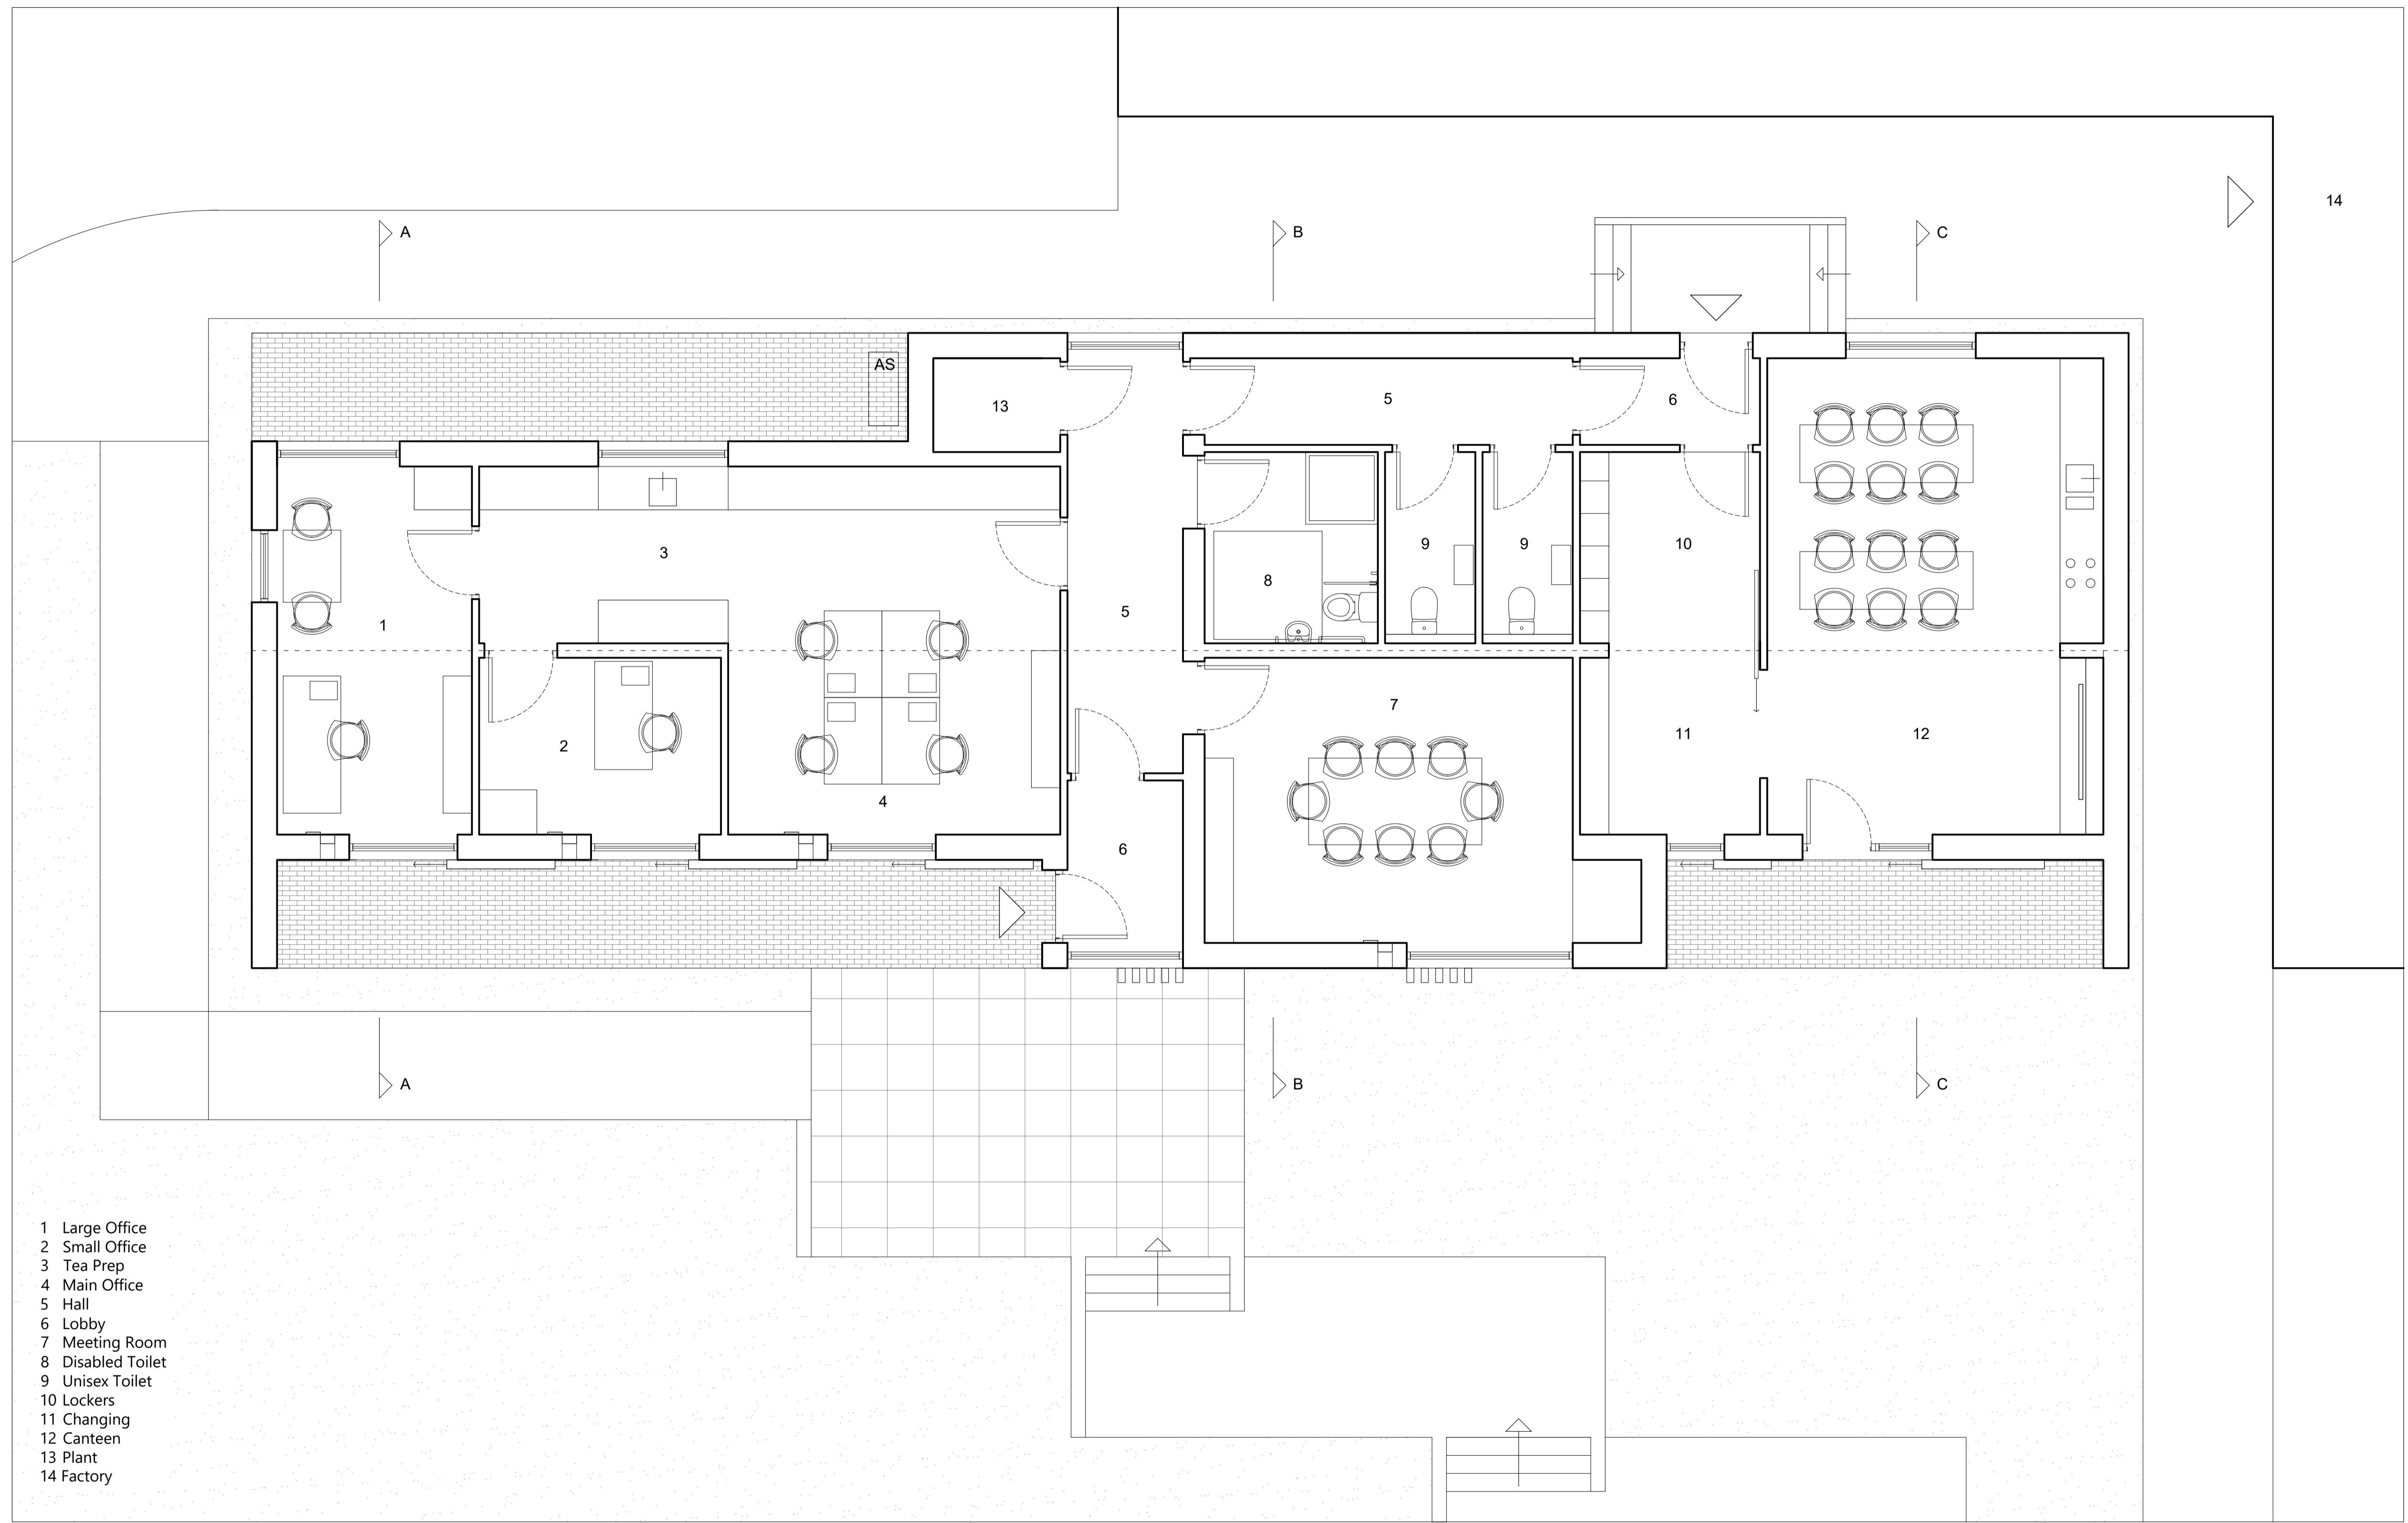 14
A
B
C
AS
13
5
6
3
9
9
10
8
1
5
7
11
12
2
4
6
A
B
C
1 Large Office
2 Small Office
3 Tea Prep
4 Main Office
5 Hall
6 Lobby
7 Meeting Room
8 Disabled Toilet
9 Unisex Toilet
10 Lockers
11 Changing
12 Canteen
13 Plant
14 Factory